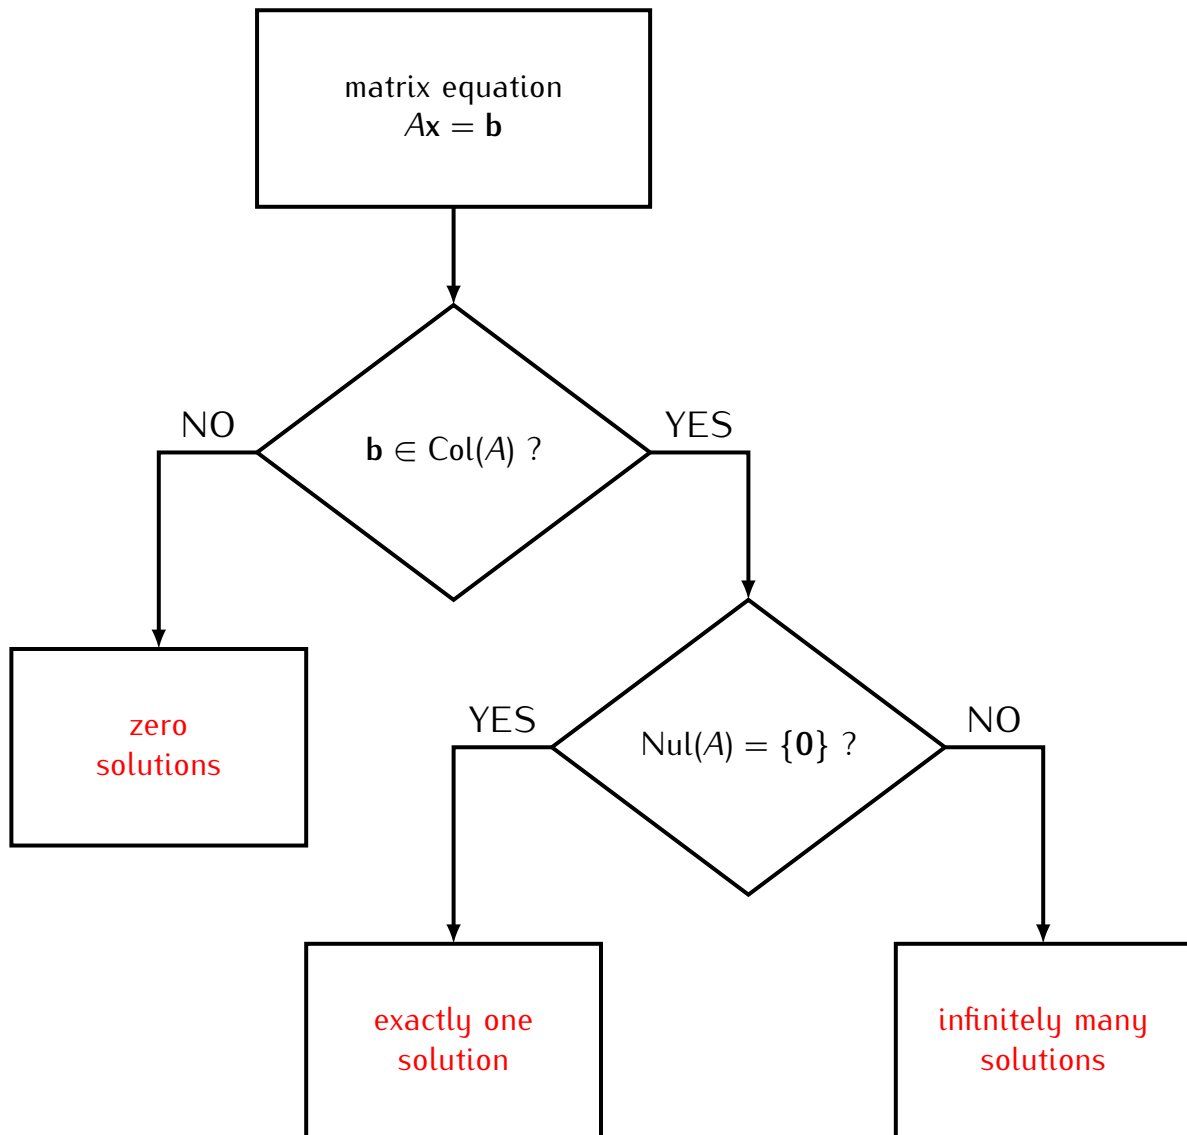 matrix equation
Ax = b
NO
YES
b ∈ Col(A) ?
zero
solutions
YES
NO
Nul(A) = {0} ?
exactly one
solution
infinitely many
solutions